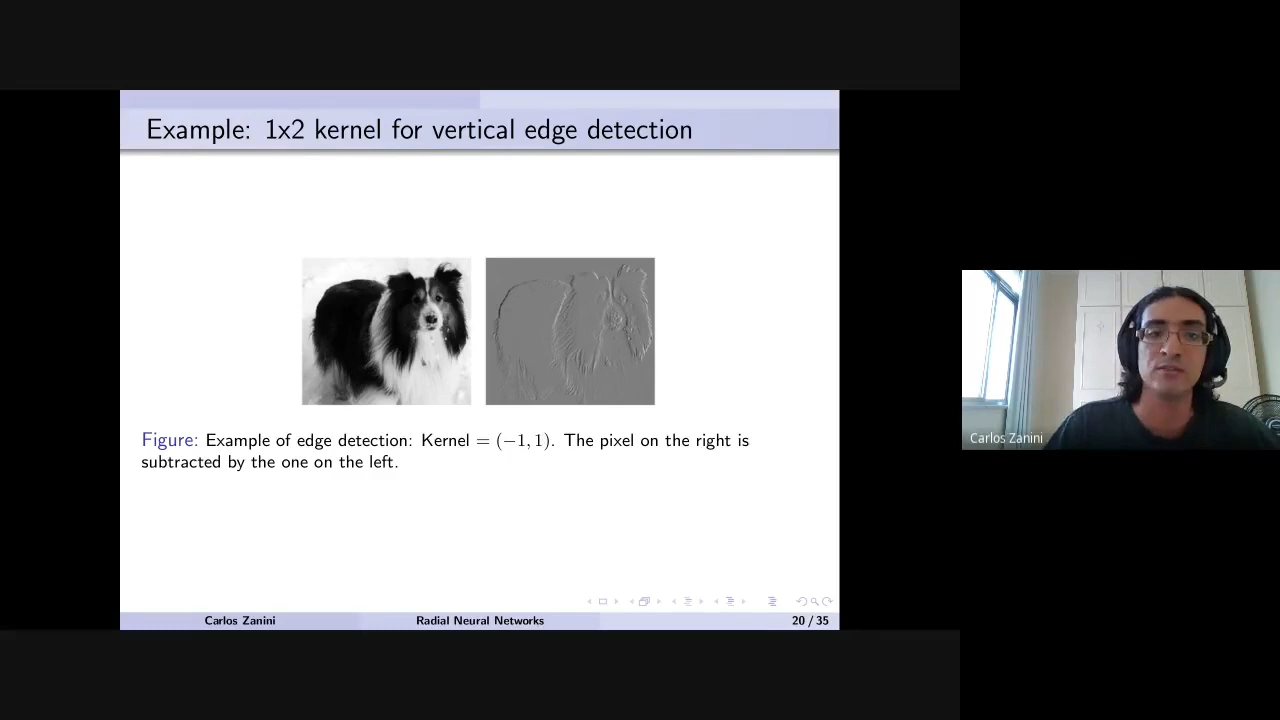 Example: 1x2 kernel for vertical edge detection
Figure: Example of edge detection: Kernel = (−1, 1). The pixel on the right is
subtracted by the one on the left.
Carlos Zanini
Radial Neural Networks
20 / 35
Carlos Zanini